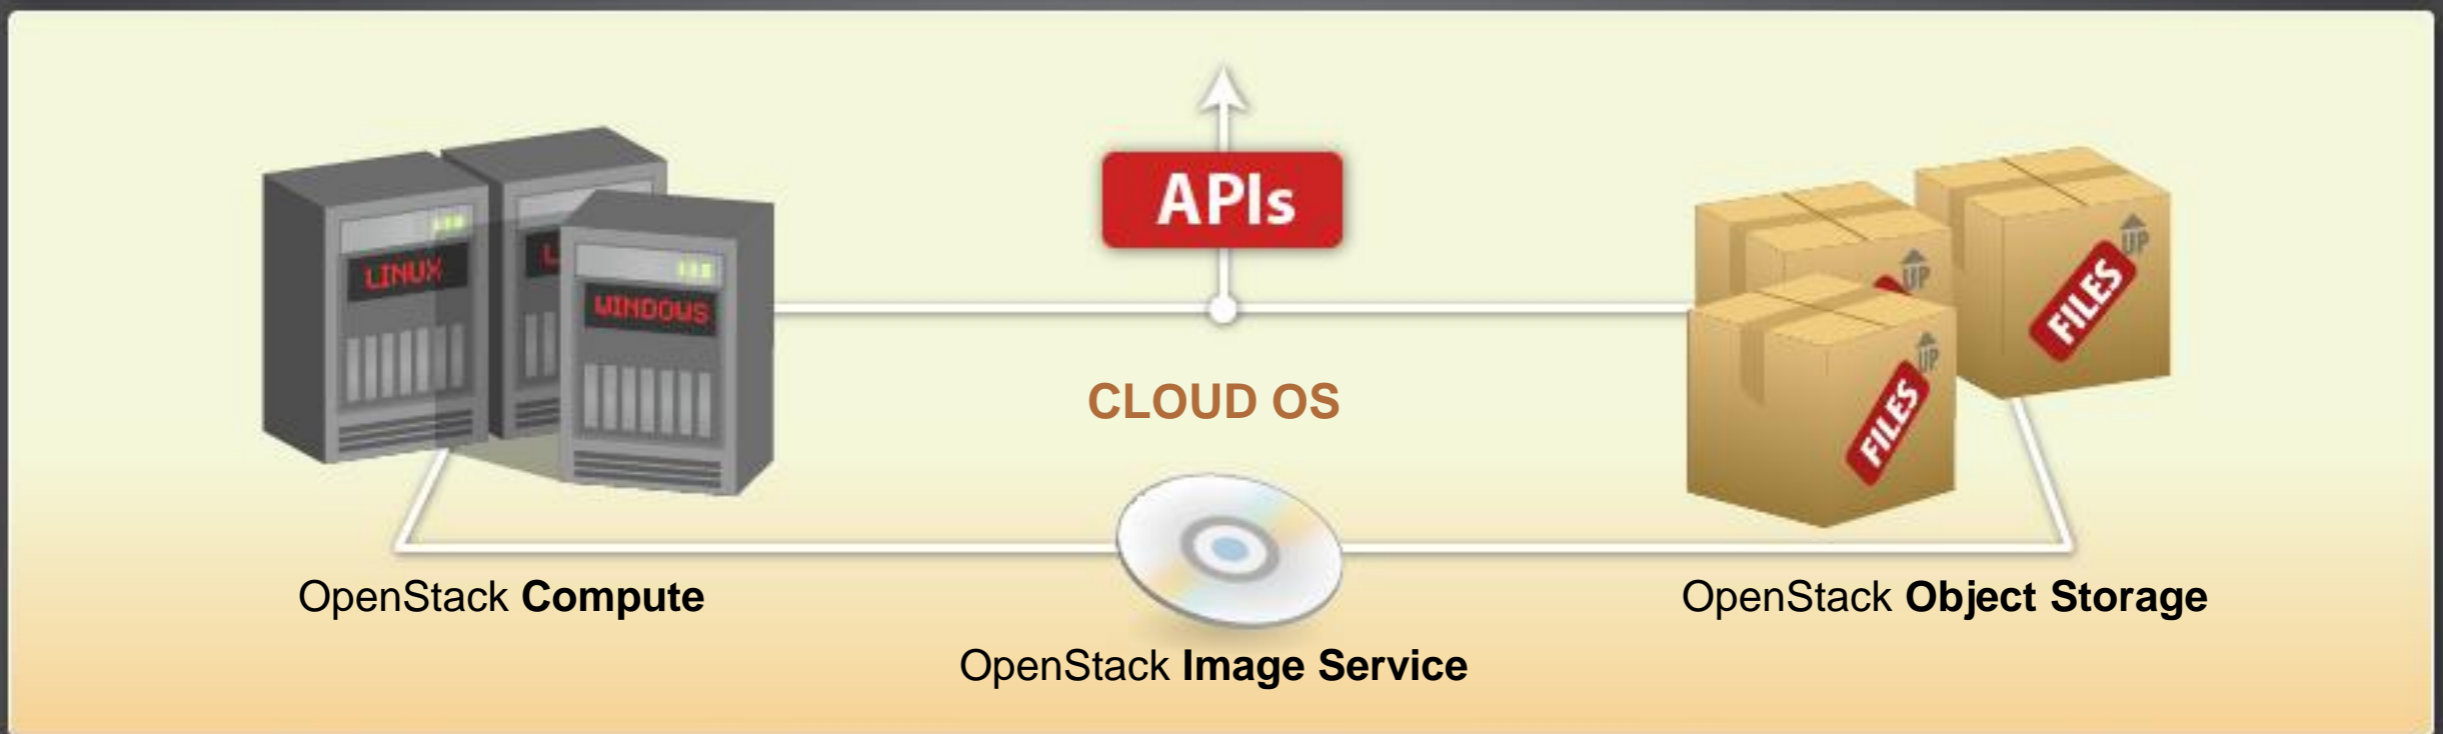 APIs
LINUX
L
WINDOWS
UP
UP
FILES
UP
FILES
CLOUD OS
OpenStack Compute
OpenStack Object Storage
OpenStack Image Service